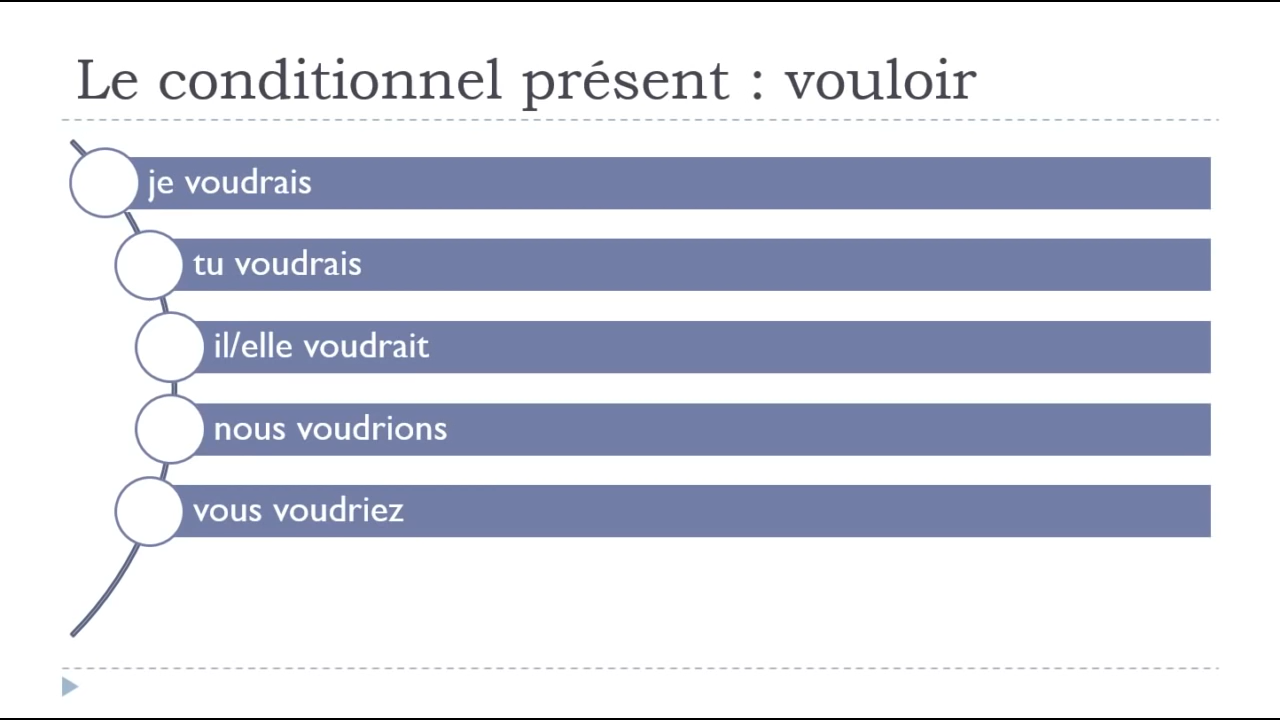 Le conditionnel présent : vouloir
je voudrais
tu voudrais
il/elle voudrait
nous voudrions
vous voudriez